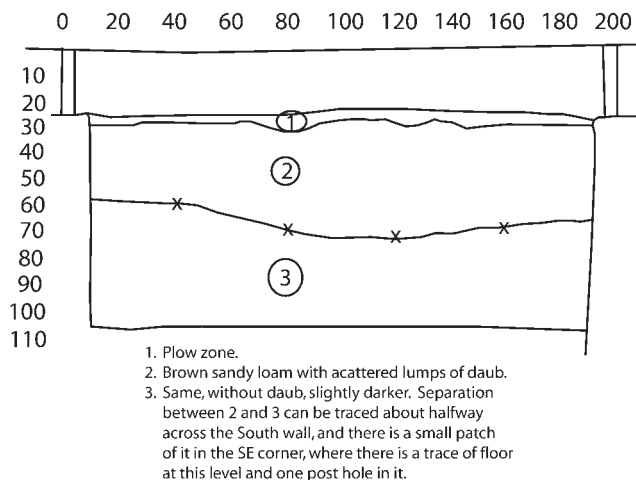 0 20 40 60 80 100 120 140 160 180 200
10
20
30
40
50
60
70
80
90
100
110
1
2
x x x x
3
1. Plow zone.
2. Brown sandy loam with acattered lumps of daub.
3. Same, without daub, slightly darker. Separation
between 2 and 3 can be traced about halfway
across the South wall, and there is a small patch
of it in the SE corner, where there is a trace of floor
at this level and one post hole in it.